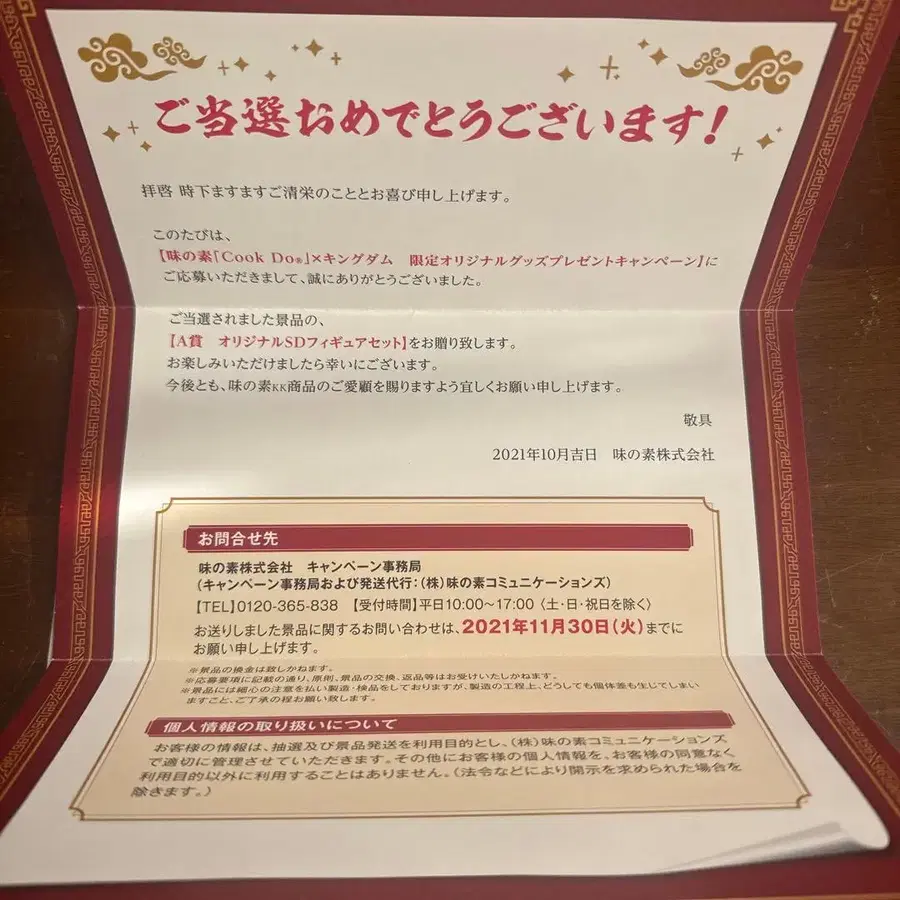 ご当選おめでとうございます!
拝啓 時下ますますご清栄のこととお喜び申し上げます。
このたびは、
【味の素「Cook Do®」×キングダム　限定オリジナルグッズプレゼントキャンペーン】に
ご応募いただきまして、誠にありがとうございました。
ご当選されました景品の、
【A賞　オリジナルSDフィギュアセット】をお贈り致します。
お楽しみいただけましたら幸いにございます。
今後とも、味の素KK商品のご愛顧を賜りますよう宜しくお願い申し上げます。
敬具
2021年10月吉日　味の素株式会社
お問合せ先
味の素株式会社　キャンペーン事務局
(キャンペーン事務局および発送代行:(株)味の素コミュニケーションズ)
【TEL】0120-365-838　【受付時間】平日10:00~17:00〈土・日・祝日を除く〉
お送りしました景品に関するお問い合わせは、2021年11月30日(火)までに
お願い申し上げます。
※景品の換金は致しかねます。
※応募要項に記載の通り、原則、景品の交換、返品等はお受けいたしかねます。
※景品には細心の注意を払い製造・検品をしておりますが、製造の工程上、どうしても個体差も生じてしまい
ますこと、ご了承の程お願い致します。
個人情報の取り扱いについて
お客様の情報は、抽選及び景品発送を利用目的とし、(株)味の素コミュニケーションズ
で適切に管理させていただきます。その他にお客様の個人情報を、お客様の同意なく
利用目的以外に利用することはありません。(法令などにより開示を求められた場合を
除きます。)